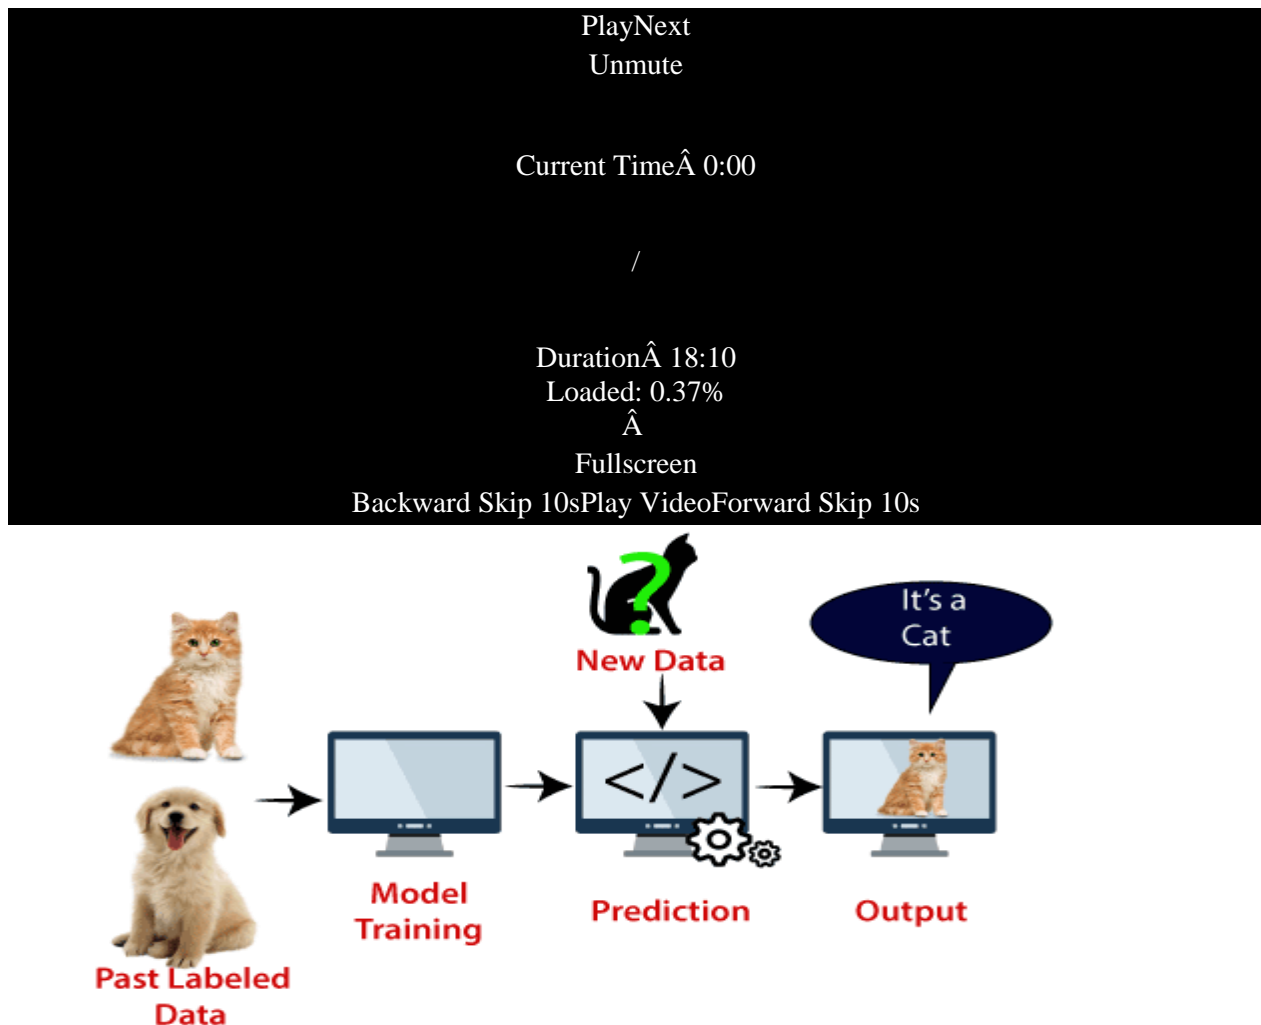 PlayNext
Unmute
Current TimeÂ 0:00
/
DurationÂ 18:10
Loaded: 0.37%
Â
Fullscreen
Backward Skip 10sPlay VideoForward Skip 10s
?
New Data
It's a
Cat
</>
Model
Training
Prediction
Output
Past Labeled
Data